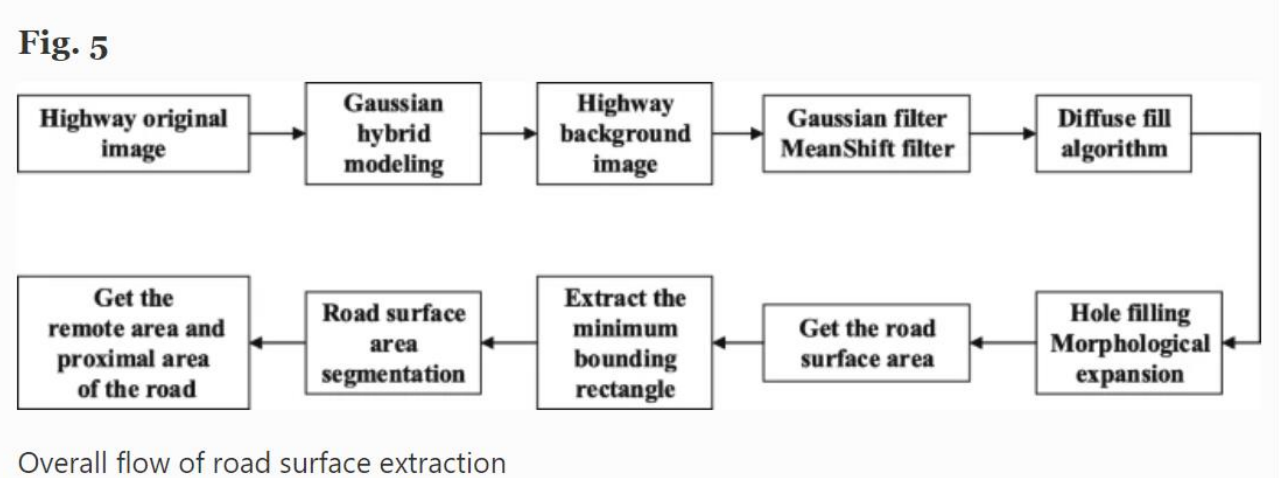 Fig. 5
Highway original
image
Gaussian
hybrid
modeling
Highway
background
image
Gaussian filter
MeanShift filter
Diffuse fill
algorithm
Hole filling
Morphological
expansion
Get the road
surface area
Extract the
minimum
bounding
rectangle
Road surface
area
segmentation
Get the
remote area and
proximal area
of the road
Overall flow of road surface extraction